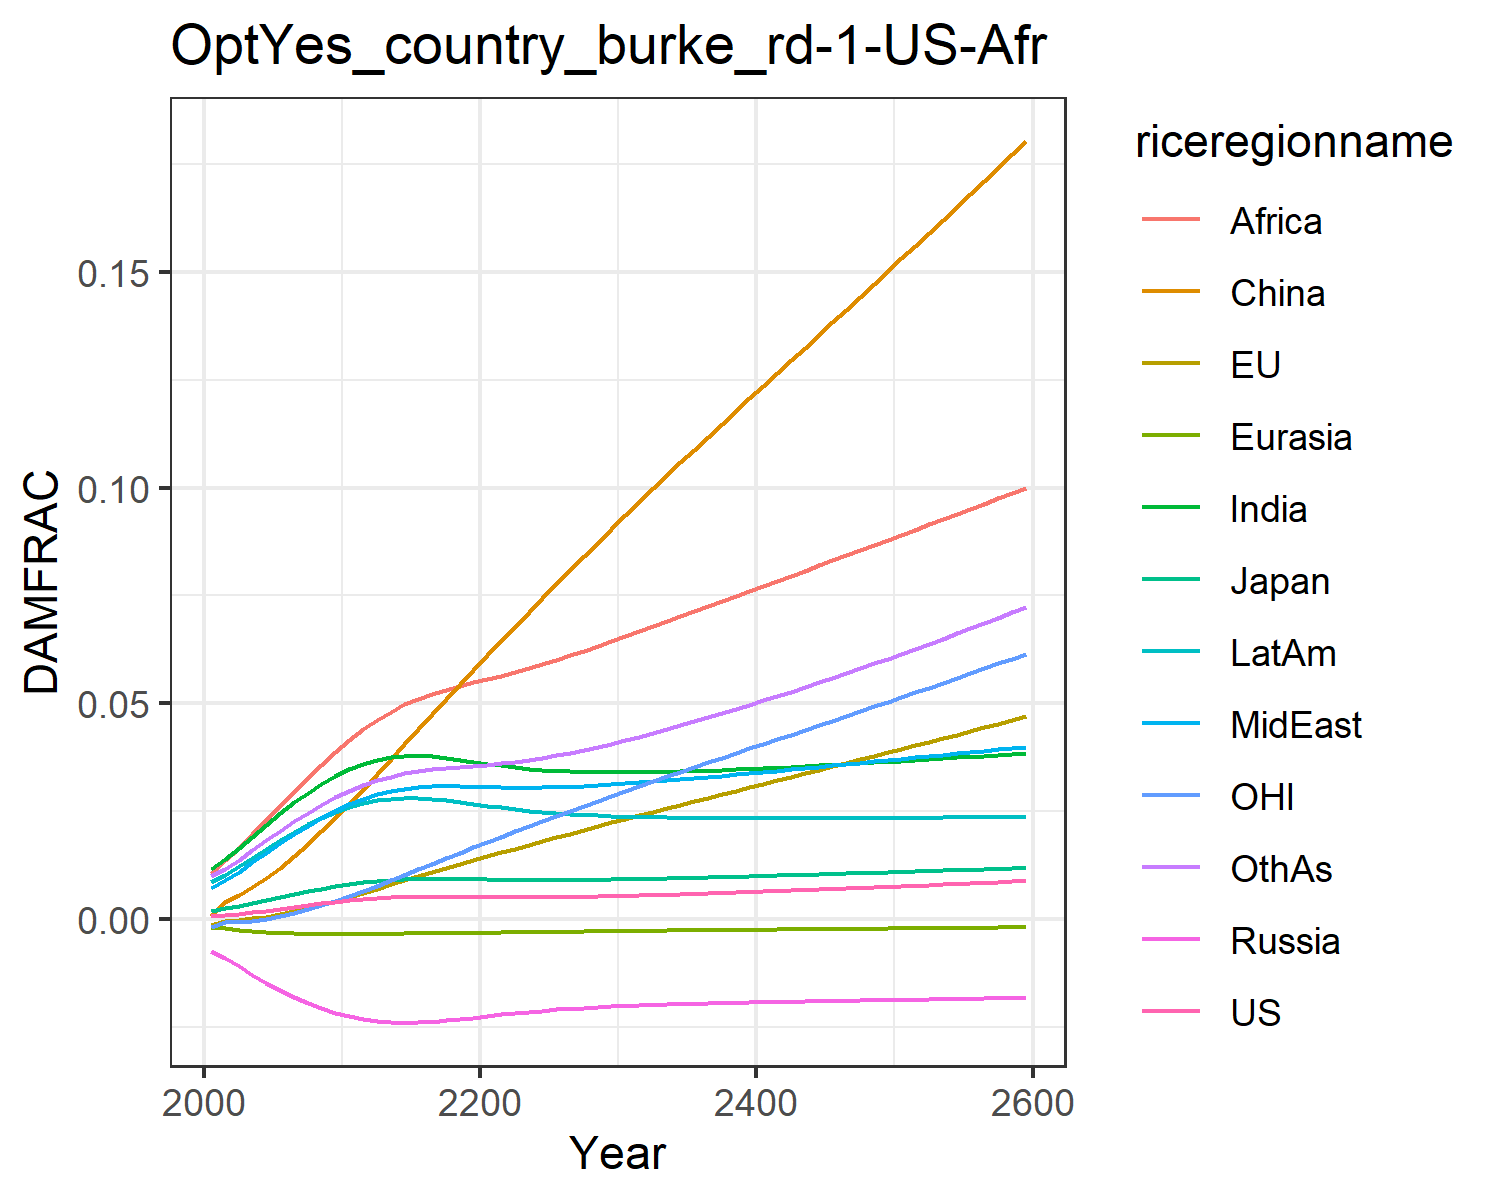 OptYes_country_burke_rd-1-US-Afr
riceregionname
Africa
China
EU
Eurasia
India
Japan
LatAm
MidEast
OHI
OthAs
Russia
US
DAMFRAC
0.15
0.10
0.05
0.00
2000 2200 2400 2600
Year